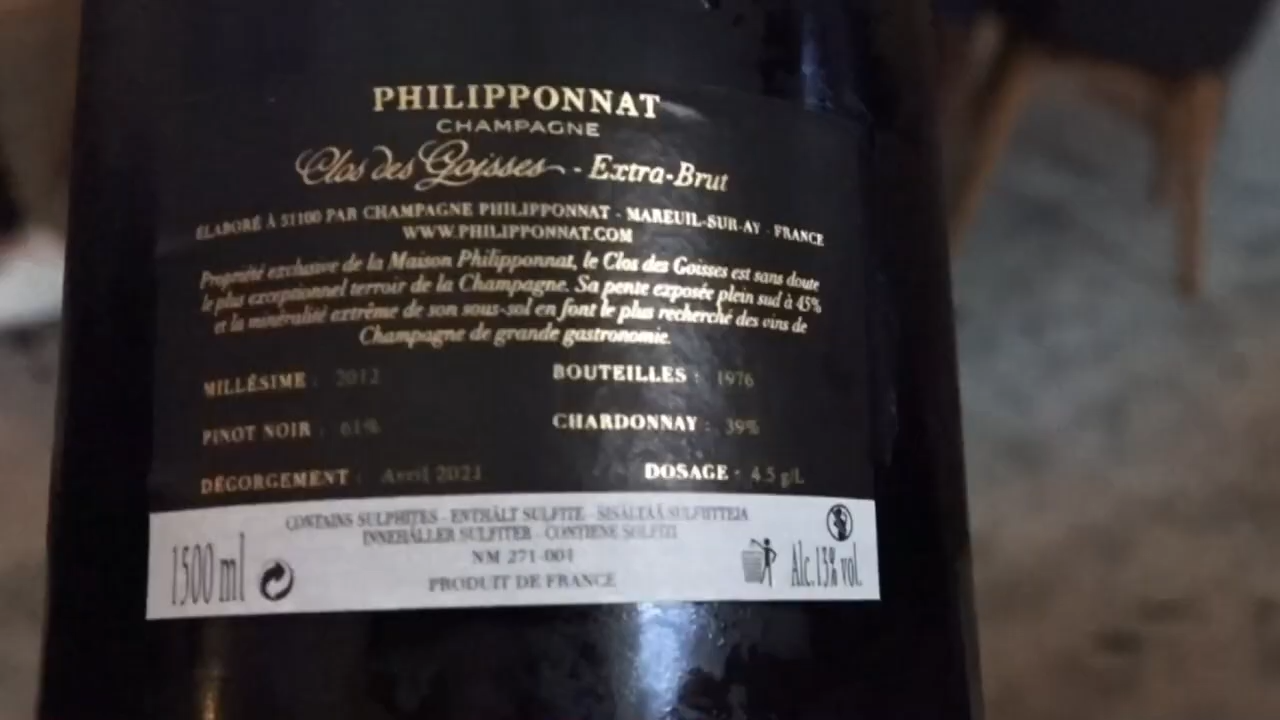 PHILIPPONNAT
CHAMPAGNE
Clos des Goisses - Extra-Brut
ÉLABORÉ À 51100 PAR CHAMPAGNE PHILIPPONNAT - MAREUIL-SUR-AY - FRANCE
WWW.PHILIPPONNAT.COM
Propriété exclusive de la Maison Philipponnat, le Clos des Goisses est sans doute
le plus exceptionnel terroir de la Champagne. Sa pente exposée plein sud à 45%
et la minéralité extrême de son sous-sol en font le plus recherché des vins de
Champagne de grande gastronomie.
MILLÉSIME : 2012 BOUTEILLES : 1976
PINOT NOIR : 61% CHARDONNAY : 39%
DÉGORGEMENT : Avril 2021 DOSAGE : 4.5 g/L
CONTAINS SULPHITES - ENTHÄLT SULFITE - SISÄLTÄÄ SULFIITTEJA
INNEHÅLLER SULFITER - CONTIENE SOLFITI
NM 271-001
PRODUIT DE FRANCE
1500 ml
Alc.13% vol.